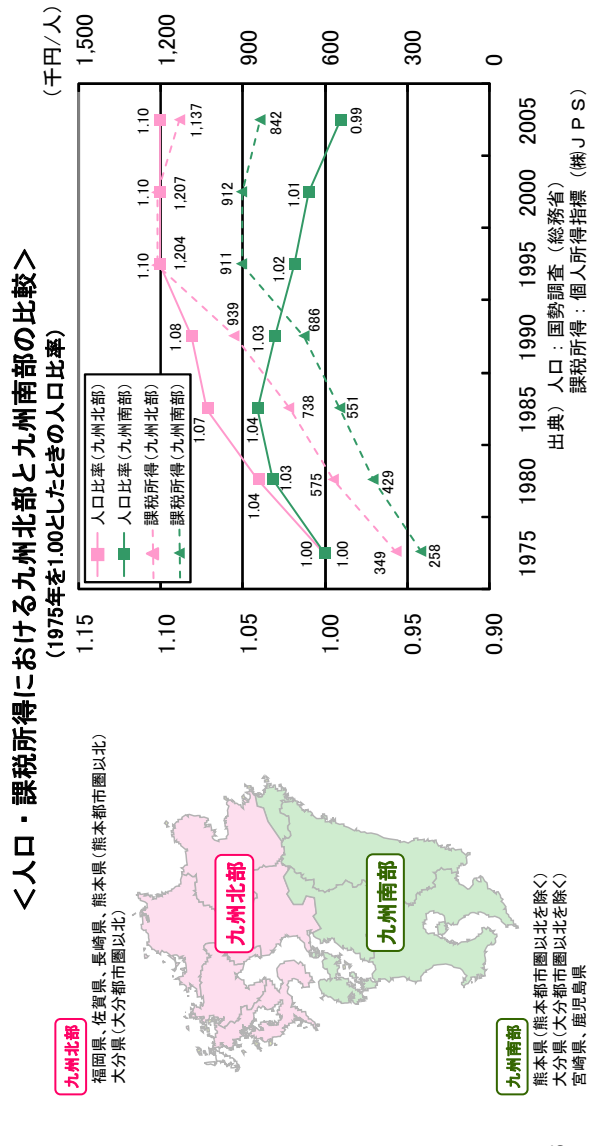 ＜人口・課税所得における九州北部と九州南部の比較＞
(1975年を1.00としたときの人口比率)
九州北部
福岡県、佐賀県、長崎県、熊本県(熊本都市圏以北)
大分県(大分都市圏以北)
九州北部
九州南部
九州南部
熊本県(熊本都市圏以北を除く)
大分県(大分都市圏以北を除く)
宮崎県、鹿児島県
(千円/人)
1.15
1.10
1.05
1.00
0.95
0.90
1,500
1,200
900
600
300
0
人口比率(九州北部)
人口比率(九州南部)
課税所得(九州北部)
課税所得(九州南部)
1.00
1.04
1.07
1.08
1.10
1.10
1.10
1.00
1.03
1.04
1.03
1.02
1.01
0.99
349
575
738
939
1,204
1,207
1,137
258
429
551
686
911
912
842
1975
1980
1985
1990
1995
2000
2005
出典) 人口：国勢調査 (総務省)
課税所得：個人所得指標 (㈱ＪＰＳ)